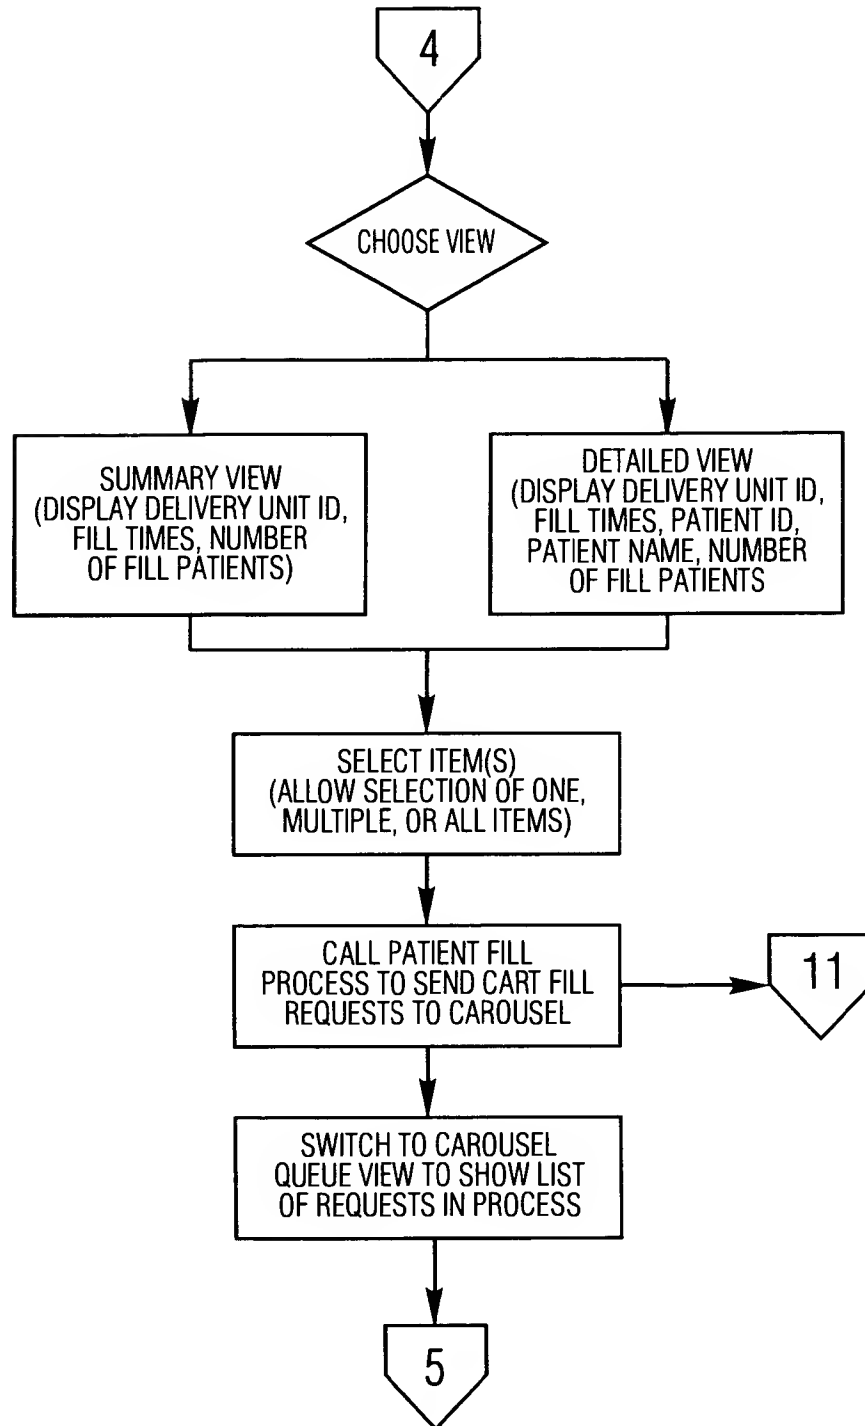 4
CHOOSE VIEW
SUMMARY VIEW
(DISPLAY DELIVERY UNIT ID,
FILL TIMES, NUMBER
OF FILL PATIENTS)
DETAILED VIEW
(DISPLAY DELIVERY UNIT ID,
FILL TIMES, PATIENT ID,
PATIENT NAME, NUMBER
OF FILL PATIENTS
SELECT ITEM(S)
(ALLOW SELECTION OF ONE,
MULTIPLE, OR ALL ITEMS)
CALL PATIENT FILL
PROCESS TO SEND CART FILL
REQUESTS TO CAROUSEL
11
SWITCH TO CAROUSEL
QUEUE VIEW TO SHOW LIST
OF REQUESTS IN PROCESS
5